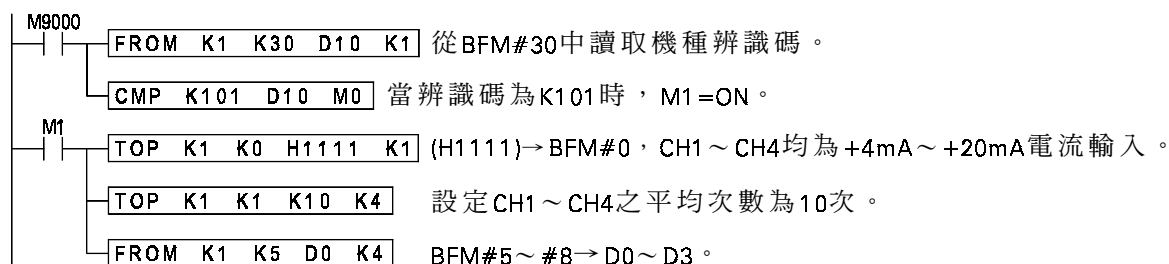 M9000
FROM K1 K30 D10 K1 從BFM#30中讀取機種辨識碼。
CMP K101 D10 M0 當辨識碼為K101時，M1=ON。
M1
TOP K1 K0 H1111 K1 (H1111)→BFM#0，CH1～CH4均為+4mA～+20mA電流輸入。
TOP K1 K1 K10 K4 設定CH1～CH4之平均次數為10次。
FROM K1 K5 D0 K4 BFM#5～#8→D0～D3。